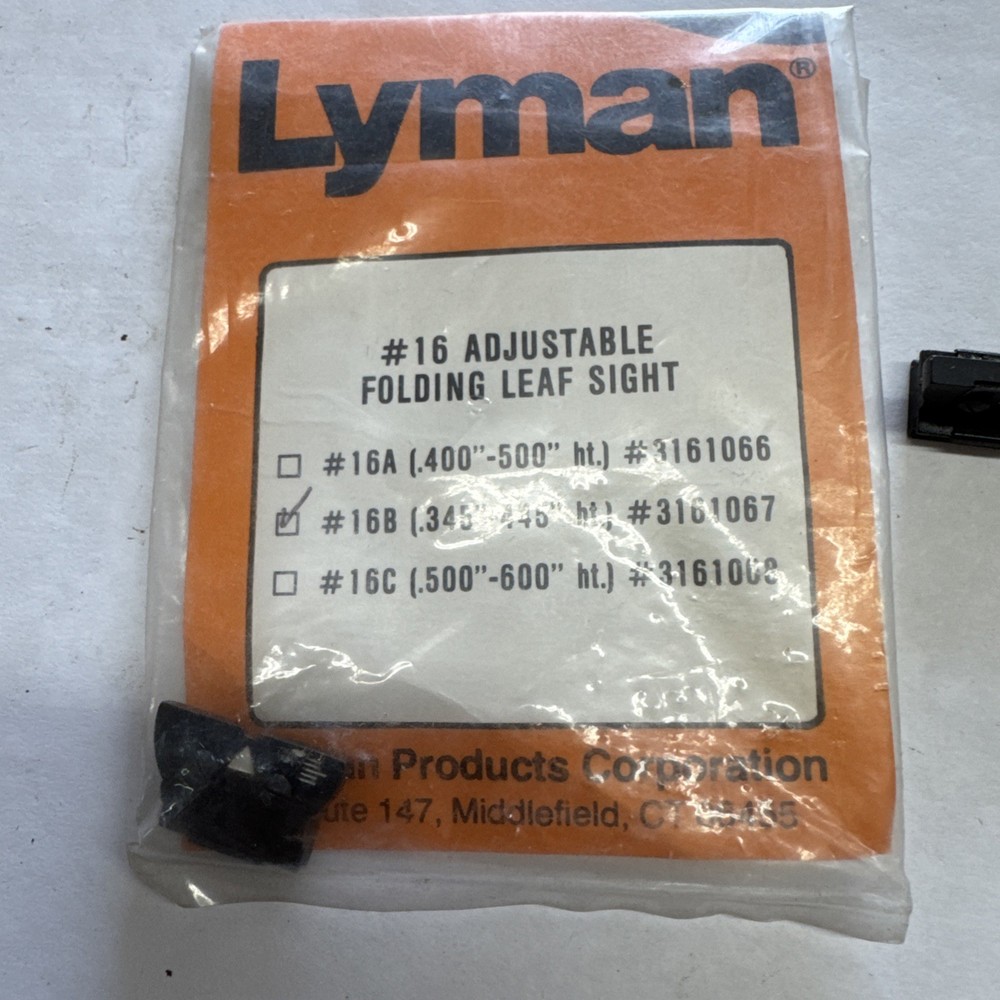 Lyman®
#16 ADJUSTABLE
FOLDING LEAF SIGHT
#16A (.400"-500" ht.) #3161066
#16B ht.) #3161067
#16C (.500"-600" ht.)
Products Corporation
147, Middlefield, CT